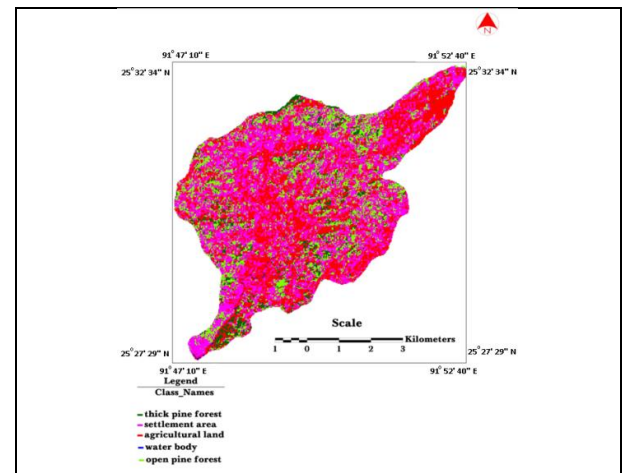 N
91° 47' 10" E 91° 52' 40" E
25° 32' 34" N 25° 32' 34" N
Scale
Kilometers
1 0 1 2 3
25° 27' 29" N 25° 27' 29" N
91° 47' 10" E 91° 52' 40" E
Legend
Class_Names
thick pine forest
settlement area
agricultural land
water body
open pine forest